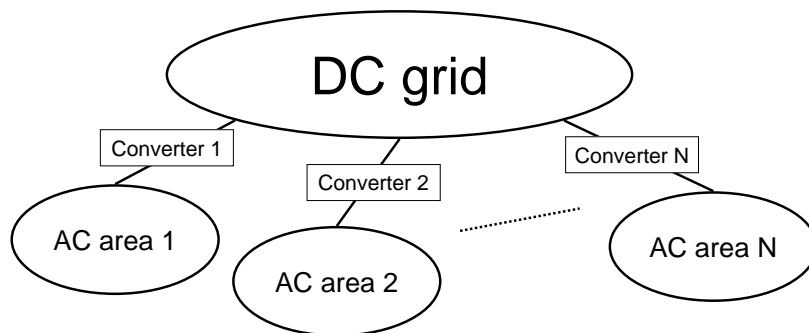 DC grid
Converter 1
Converter 2
Converter N
AC area 1
AC area 2
AC area N